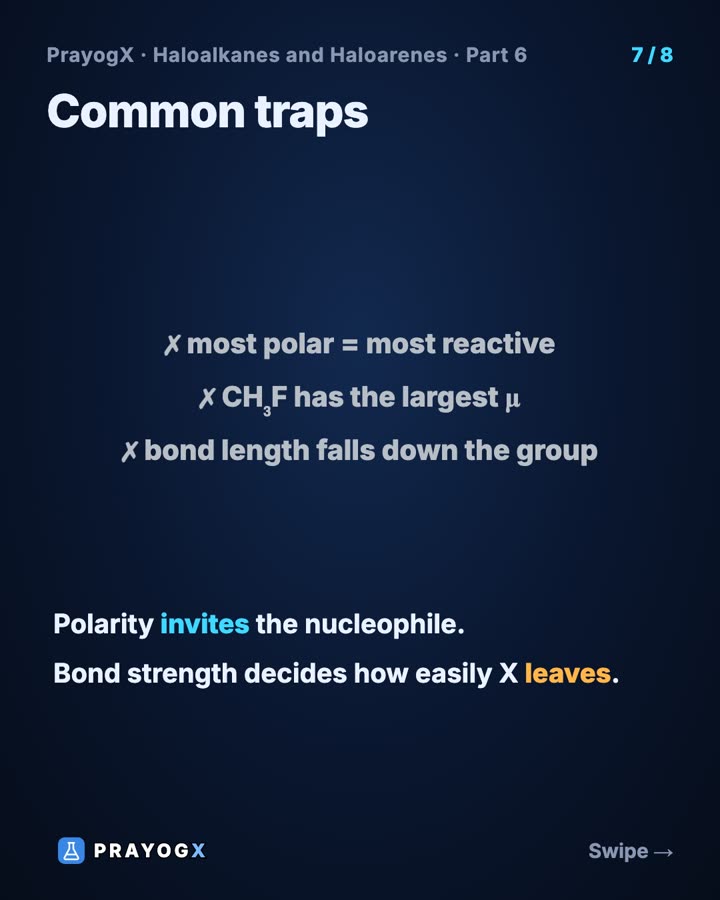 PrayogX · Haloalkanes and Haloarenes · Part 6
7 / 8
Common traps
✗ most polar = most reactive
✗ CH₃F has the largest μ
✗ bond length falls down the group
Polarity invites the nucleophile.
Bond strength decides how easily X leaves.
PRAYOGX
Swipe →